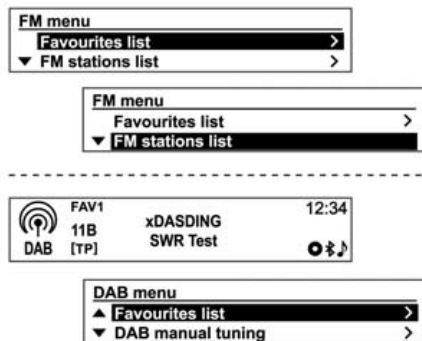 FM menu
Favourites list >
▼ FM stations list >
FM menu
Favourites list >
▼ FM stations list
FAV1 12:34
xDASDING
11B
SWR Test
DAB [TP]
DAB menu
▲ Favourites list >
▼ DAB manual tuning >